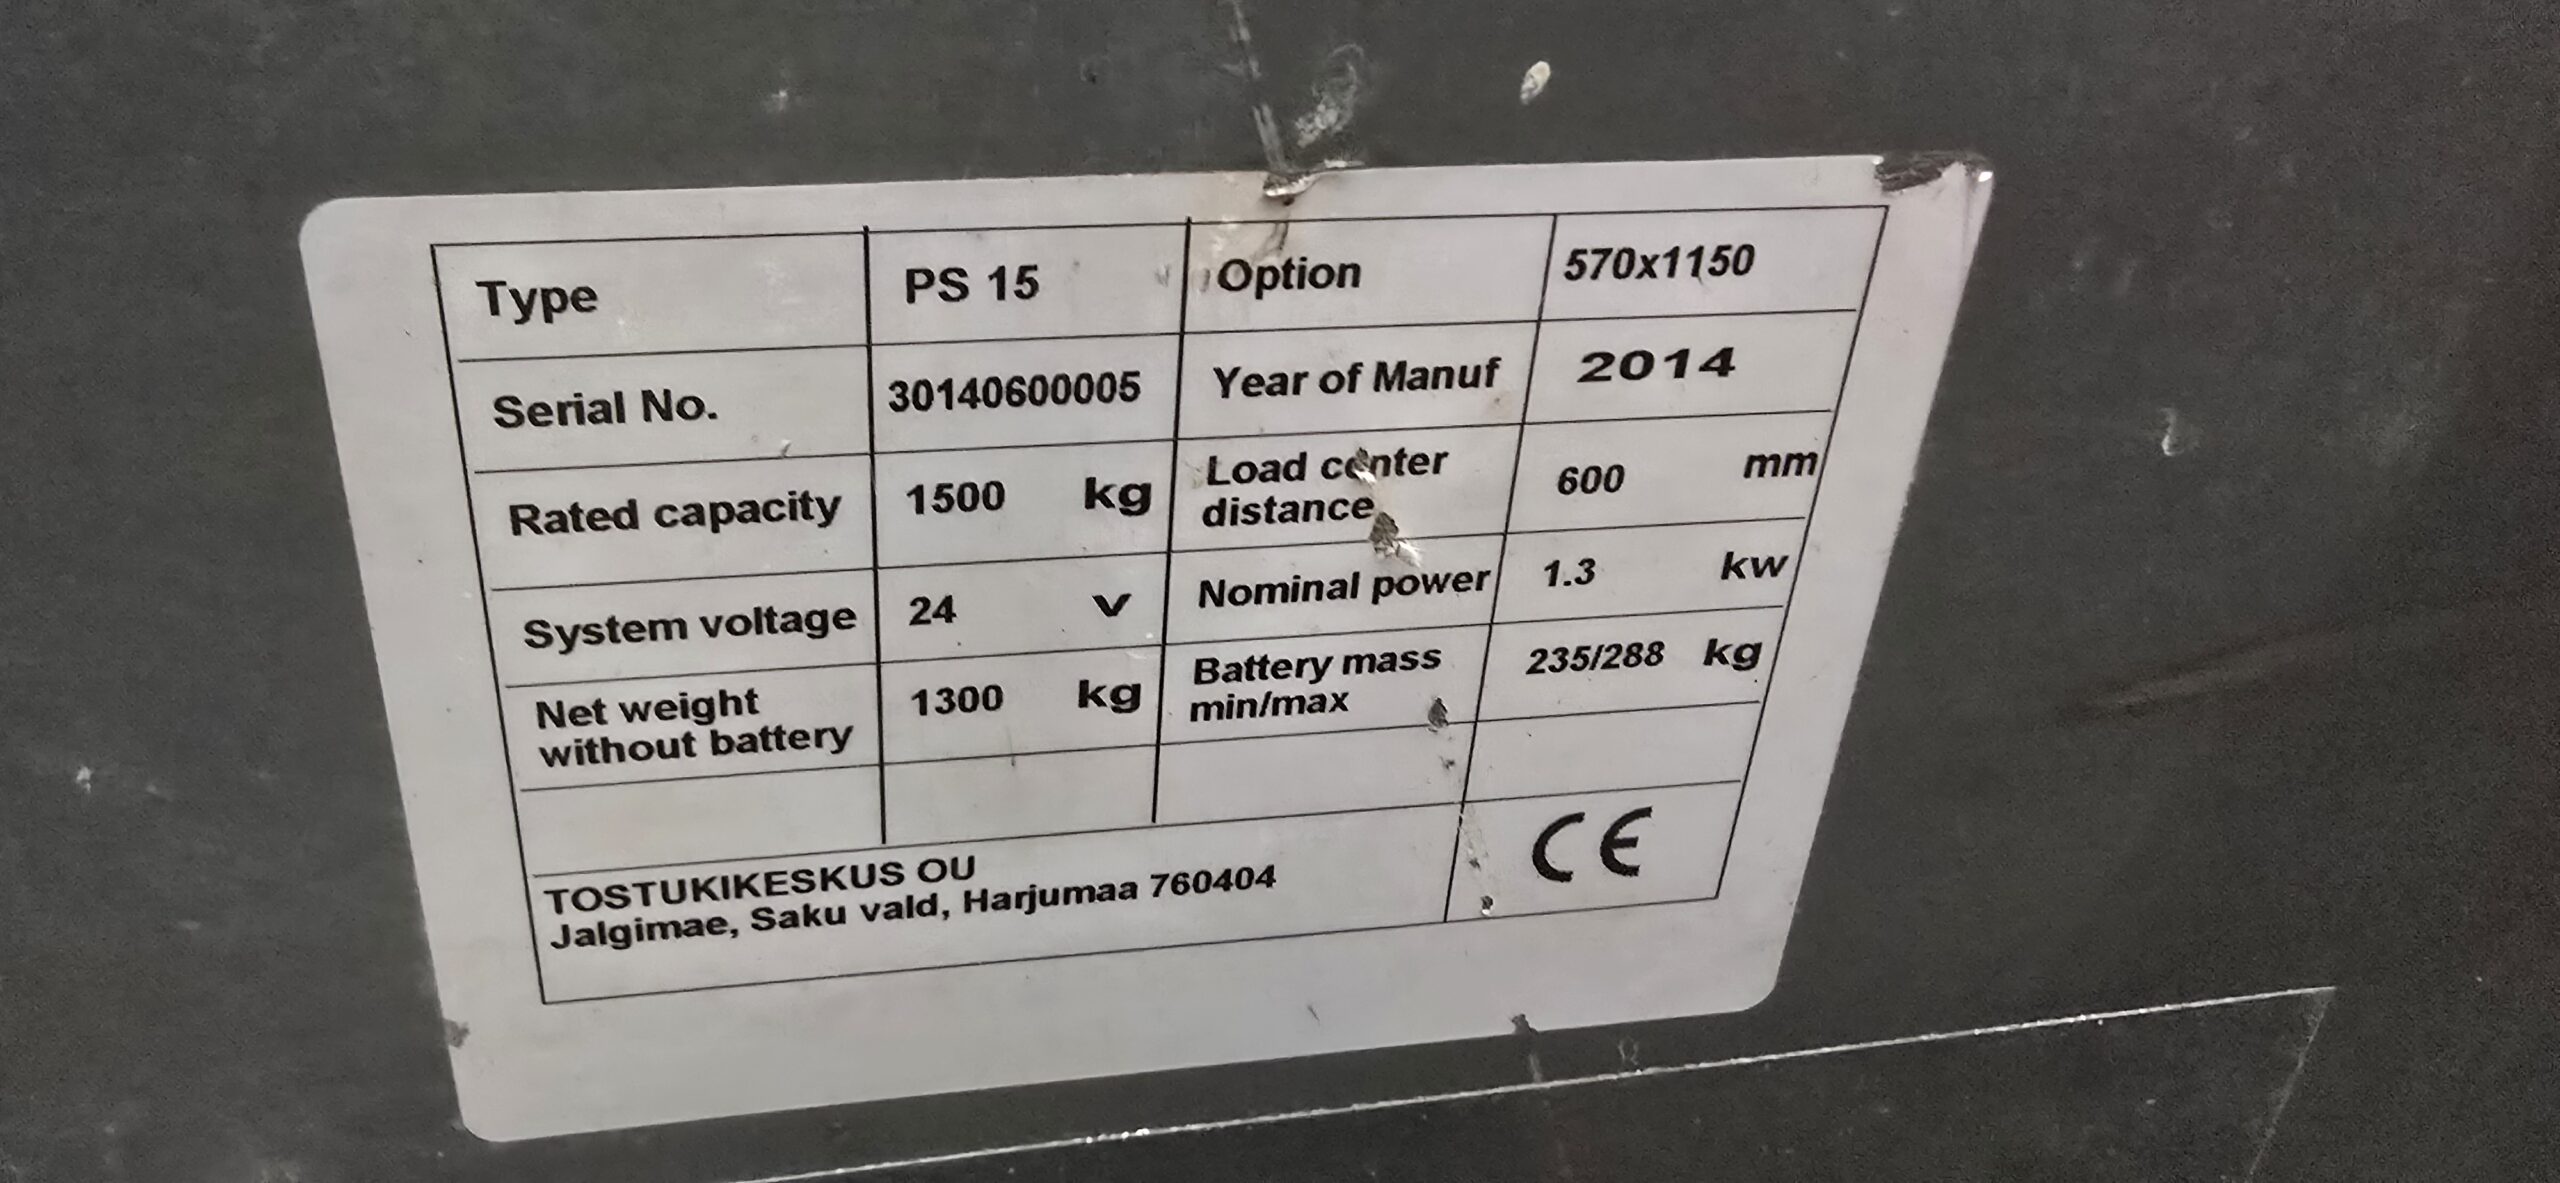 Type PS 15 Option 570x1150
Serial No. 30140600005 Year of Manuf 2014
Rated capacity 1500 kg Load center distance 600 mm
System voltage 24 v Nominal power 1.3 kw
Net weight without battery 1300 kg Battery mass min/max 235/288 kg
TOSTUKIKESKUS OU
Jalgimae, Saku vald, Harjumaa 760404
CE